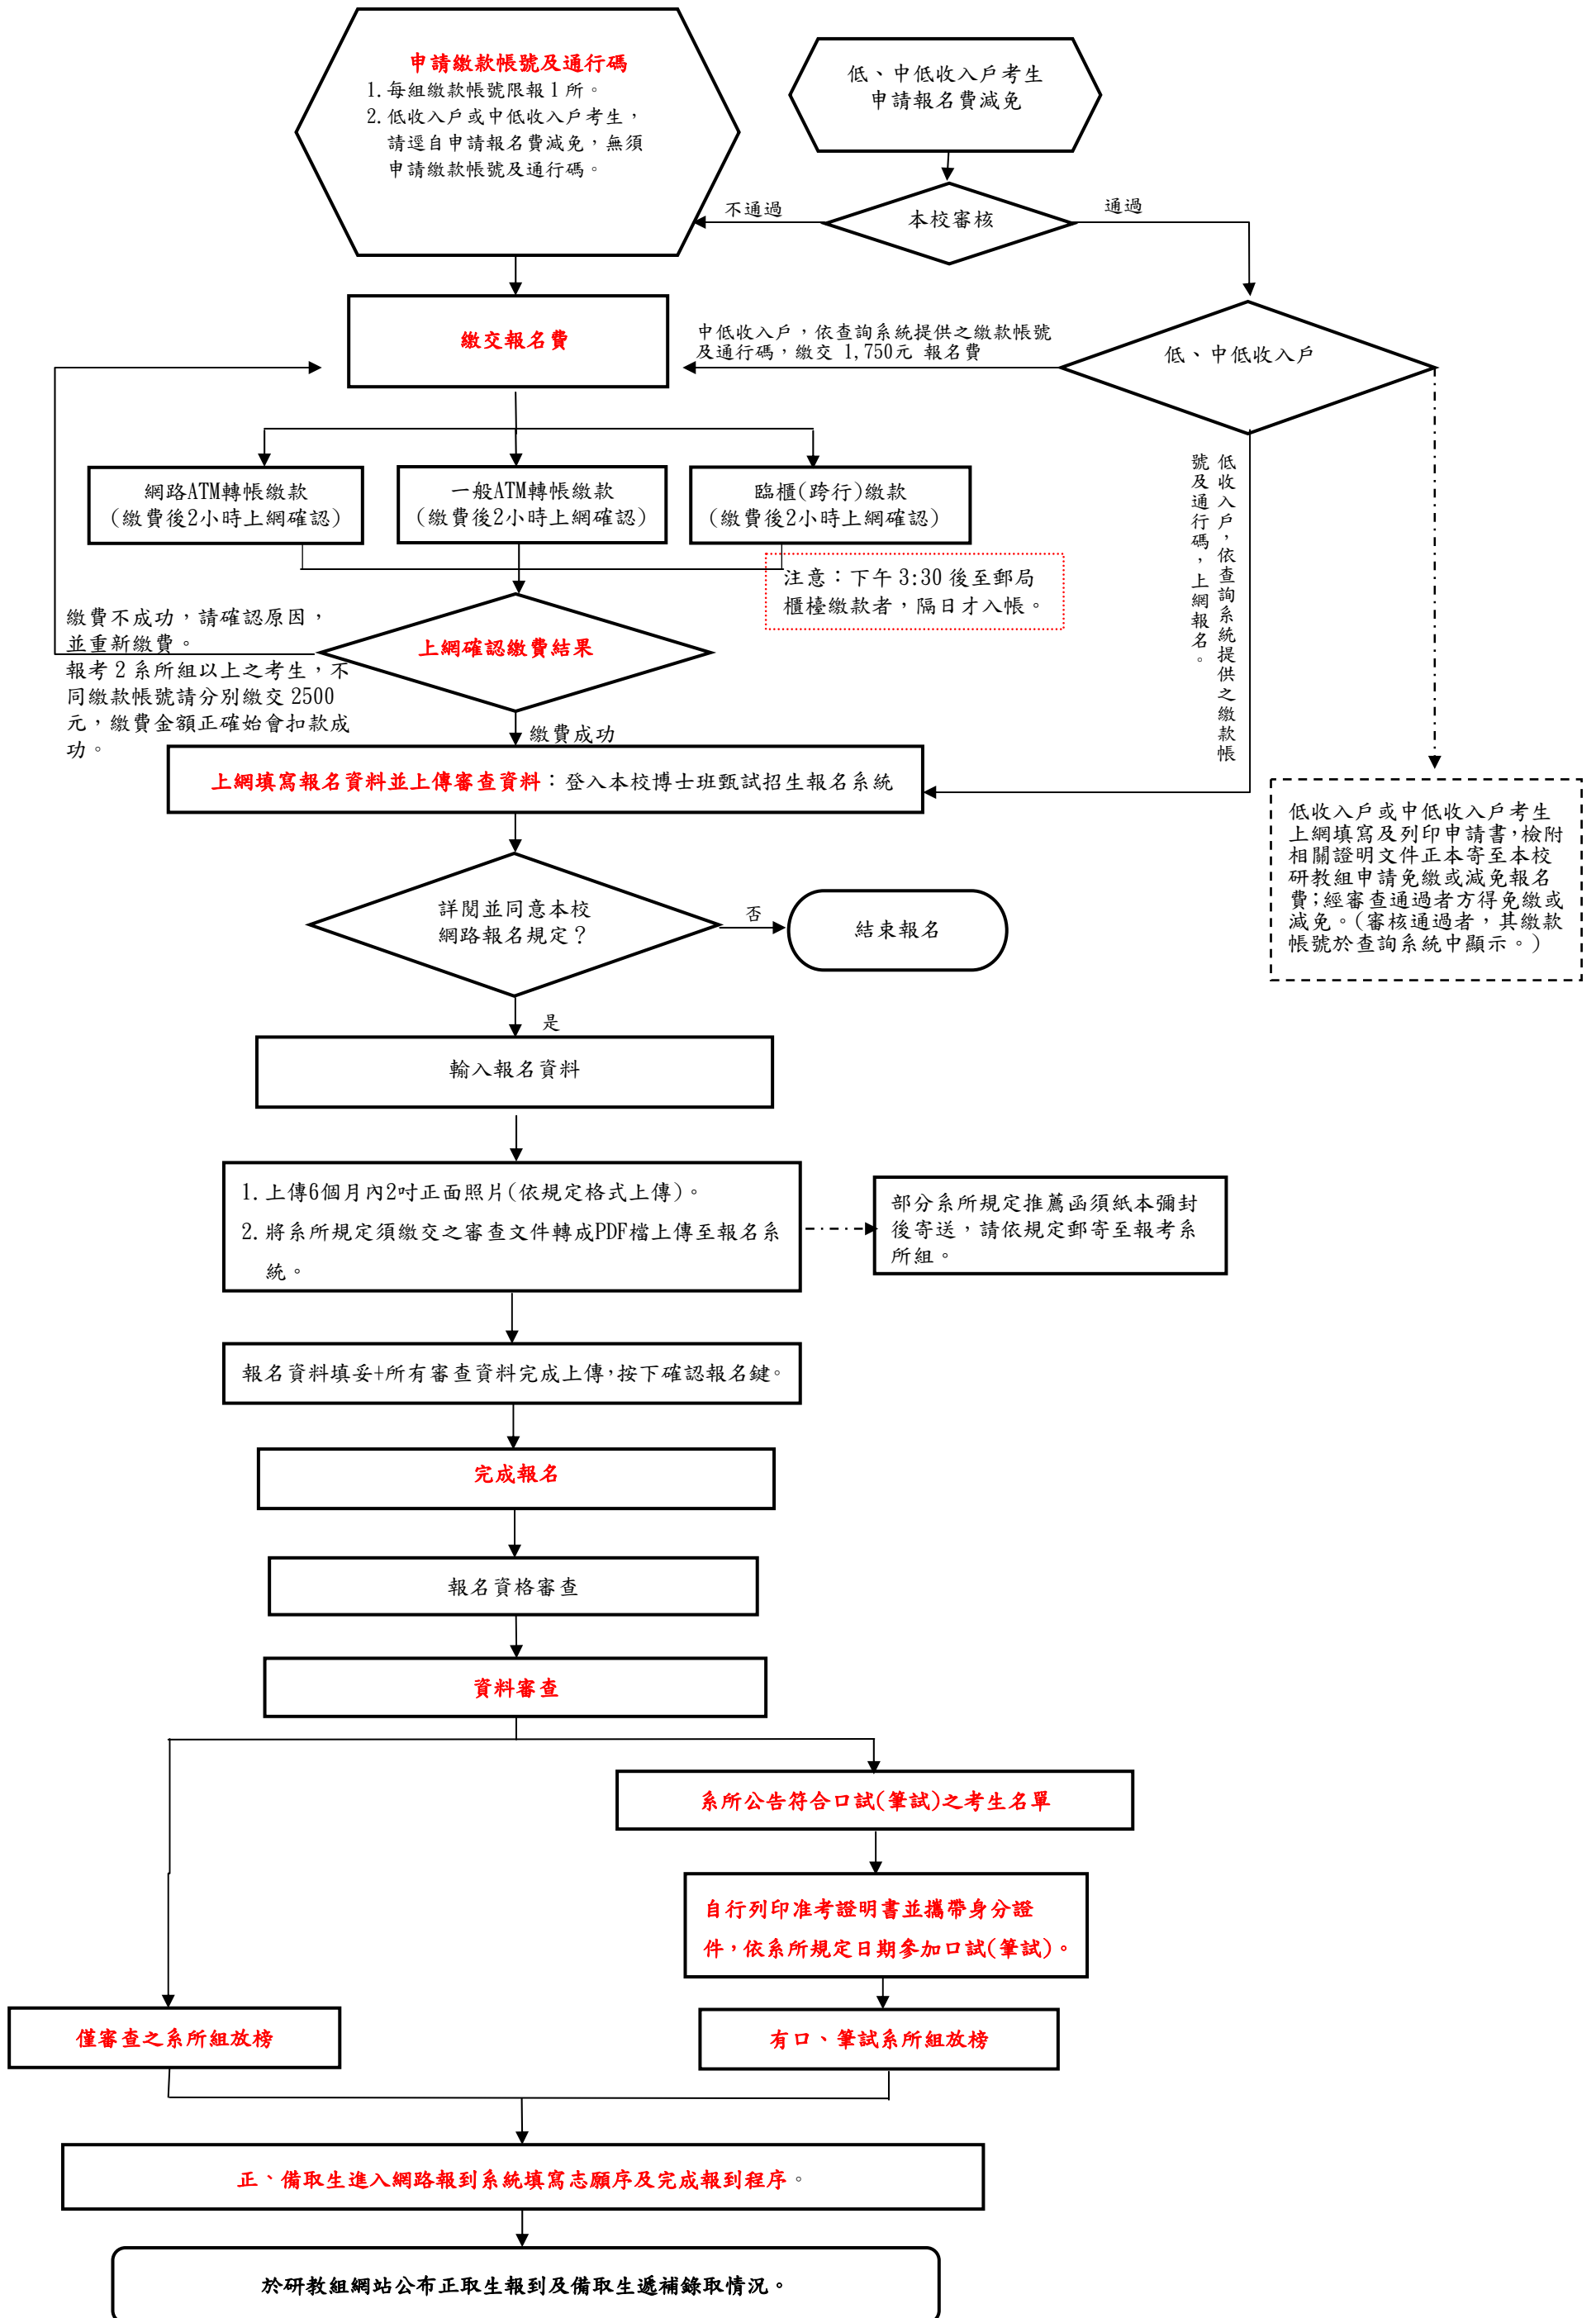 申請繳款帳號及通行碼
1. 每組繳款帳號限報 1 所。
2. 低收入戶或中低收入戶考生，
請逕自申請報名費減免，無須
申請繳款帳號及通行碼。
低、中低收入戶考生
申請報名費減免
不通過
本校審核
通過
繳交報名費
中低收入戶，依查詢系統提供之繳款帳號
及通行碼，繳交 1,750元 報名費
低、中低收入戶
網路ATM轉帳繳款
(繳費後2小時上網確認)
一般ATM轉帳繳款
(繳費後2小時上網確認)
臨櫃(跨行)繳款
(繳費後2小時上網確認)
低收入戶，依查詢系統提供之繳款帳
號及通行碼，上網報名。
注意：下午 3:30 後至郵局
櫃檯繳款者，隔日才入帳。
繳費不成功，請確認原因，
並重新繳費。
報考 2 系所組以上之考生，不
同繳款帳號請分別繳交 2500
元，繳費金額正確始會扣款成
功。
上網確認繳費結果
繳費成功
上網填寫報名資料並上傳審查資料：登入本校博士班甄試招生報名系統
低收入戶或中低收入戶考生
上網填寫及列印申請書，檢附
相關證明文件正本寄至本校
研教組申請免繳或減免報名
費；經審查通過者方得免繳或
減免。(審核通過者，其繳款
帳號於查詢系統中顯示。)
詳閱並同意本校
網路報名規定？
否
結束報名
是
輸入報名資料
1. 上傳6個月內2吋正面照片(依規定格式上傳)。
2. 將系所規定須繳交之審查文件轉成PDF檔上傳至報名系
統。
部分系所規定推薦函須紙本彌封
後寄送，請依規定郵寄至報考系
所組。
報名資料填妥+所有審查資料完成上傳，按下確認報名鍵。
完成報名
報名資格審查
資料審查
系所公告符合口試(筆試)之考生名單
自行列印准考證明書並攜帶身分證
件，依系所規定日期參加口試(筆試)。
僅審查之系所組放榜
有口、筆試系所組放榜
正、備取生進入網路報到系統填寫志願序及完成報到程序。
於研教組網站公布正取生報到及備取生遞補錄取情況。